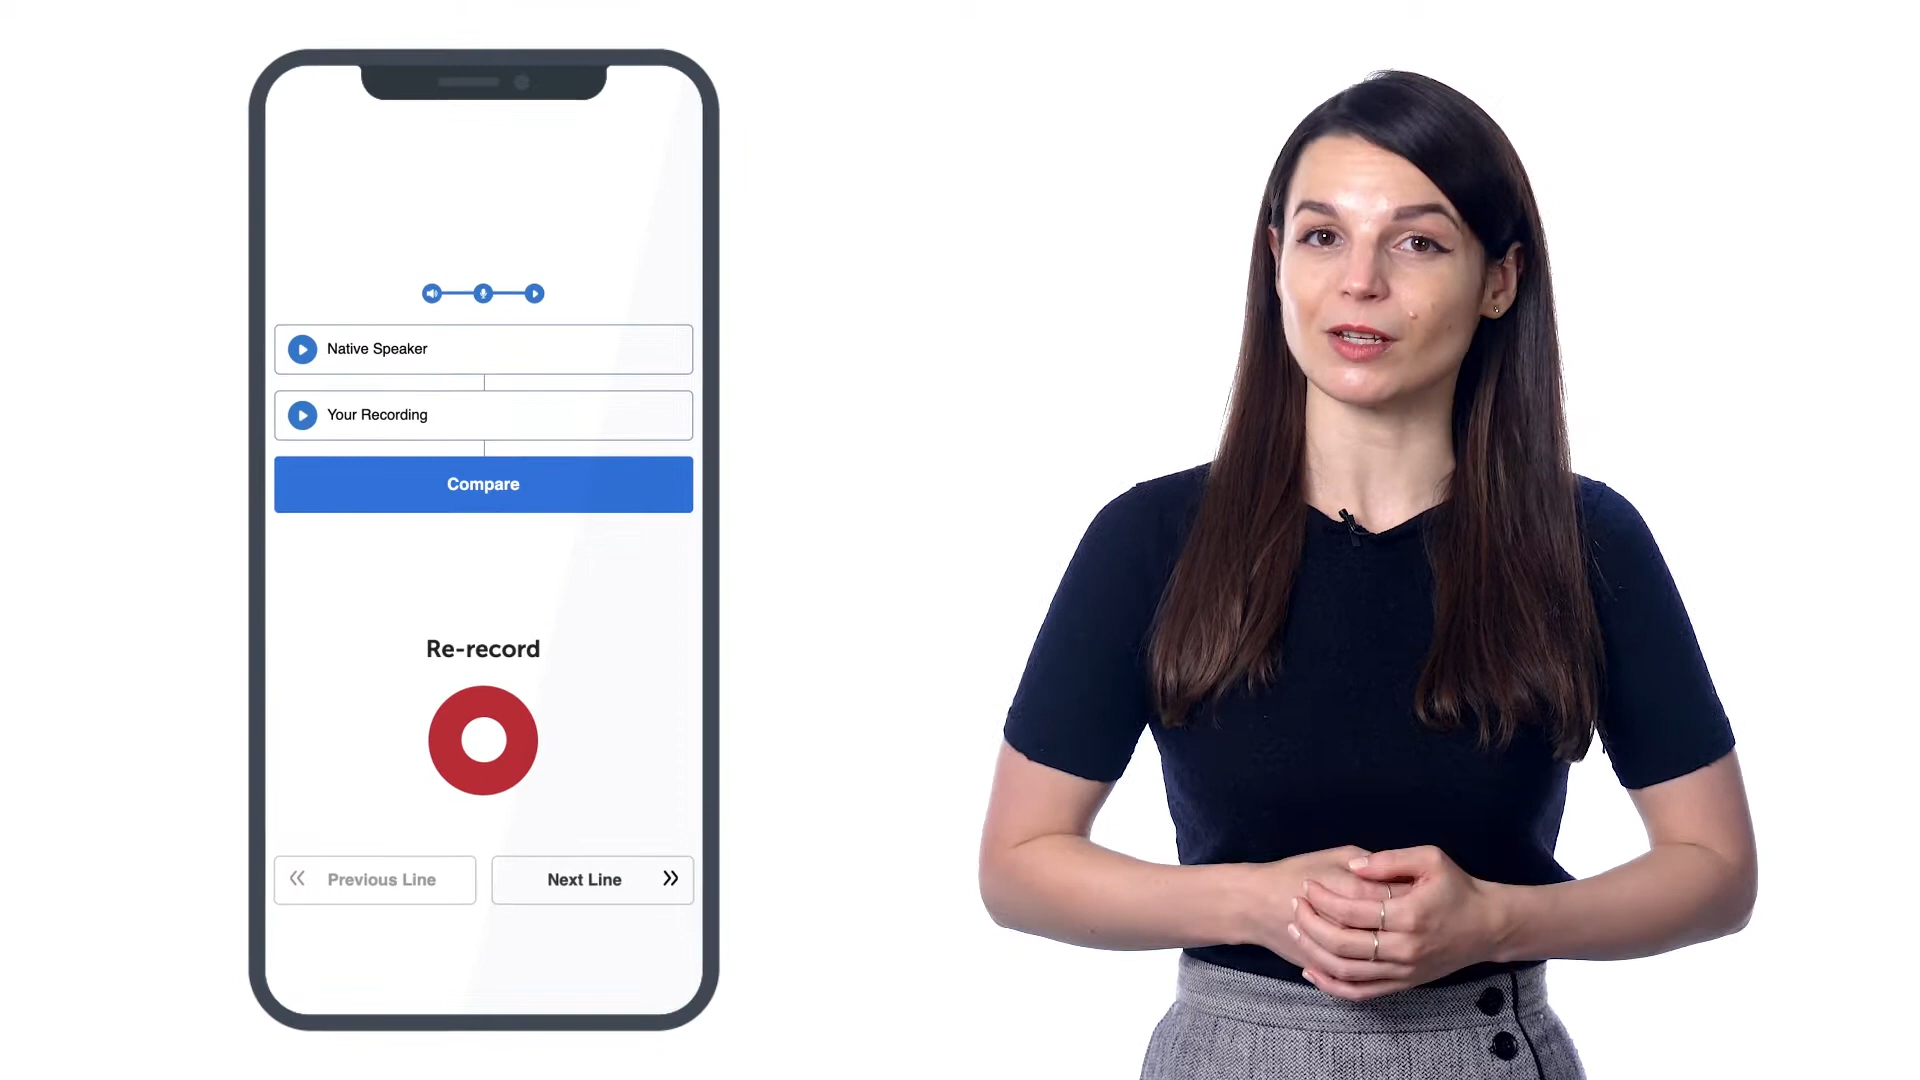 Native Speaker
Your Recording
Compare
Re-record
Previous Line
Next Line